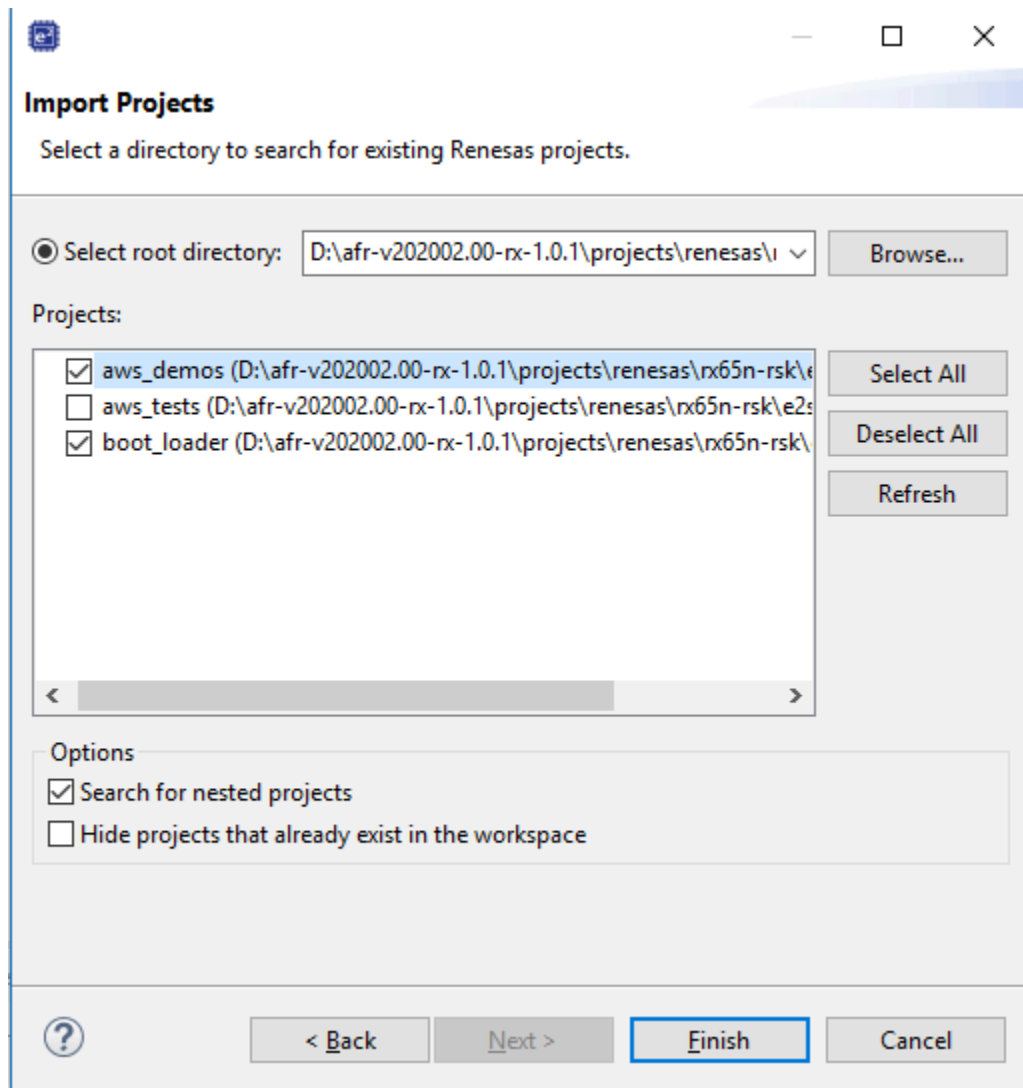 e²
Import Projects
Select a directory to search for existing Renesas projects.
Select root directory: D:\afr-v202002.00-rx-1.0.1\projects\renesas\ Browse...
Projects:
aws_demos (D:\afr-v202002.00-rx-1.0.1\projects\renesas\rx65n-rsk\e Select All
aws_tests (D:\afr-v202002.00-rx-1.0.1\projects\renesas\rx65n-rsk\e2s Deselect All
boot_loader (D:\afr-v202002.00-rx-1.0.1\projects\renesas\rx65n-rsk\ Refresh
Options
Search for nested projects
Hide projects that already exist in the workspace
? < Back Next > Finish Cancel